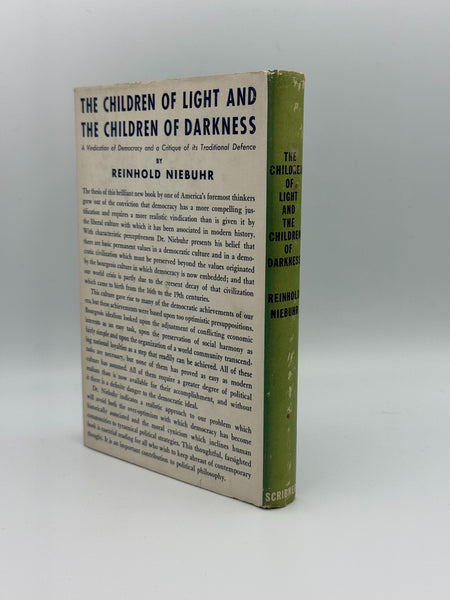 THE CHILDREN OF LIGHT AND
THE CHILDREN OF DARKNESS
A Vindication of Democracy and a Critique of its Traditional Defence
BY
REINHOLD NIEBUHR
The thesis of this brilliant new book by one of America's foremost thinkers
grew out of the conviction that democracy has a more compelling jus-
tification and requires a more realistic vindication than is given it by
the liberal culture with which it has been associated in modern history.
With characteristic perceptiveness Dr. Niebuhr presents his belief that
there are basic permanent values in a democratic culture and in a demo-
cratic civilization which must be preserved beyond the values originated
by the bourgeois culture in which democracy is now embedded; and that
our world crisis is partly due to the present decay of that civilization
which came to birth from the 16th to the 19th centuries.
This culture gave rise to many of the democratic achievements of our
era, but those achievements were based upon too optimistic presuppositions.
Bourgeois idealism looked upon the adjustment of conflicting economic
interests as an easy task, upon the preservation of social harmony as
fairly simple and upon the organization of a world community transcend-
ing national loyalties as a step that readily can be achieved. All of these
tasks are necessary, but none of them has proved as easy as modern
culture has assumed. All of them require a greater degree of political
realism than is now available for their accomplishment, and without
it there is a definite danger to the democratic ideal.
Dr. Niebuhr indicates a realistic approach to our problem which
will avoid both the over-optimism with which democracy has become
historically associated and the moral cynicism which inclines human
communities to tyrannical political strategies. This thoughtful, farsighted
book is essential reading for all who wish to keep abreast of contemporary
thought. It is an important contribution to political philosophy.
THE
CHILDREN
OF
LIGHT
AND
THE
CHILDREN
OF
DARKNESS
REINHOLD
NIEBUHR
SCRIBNER